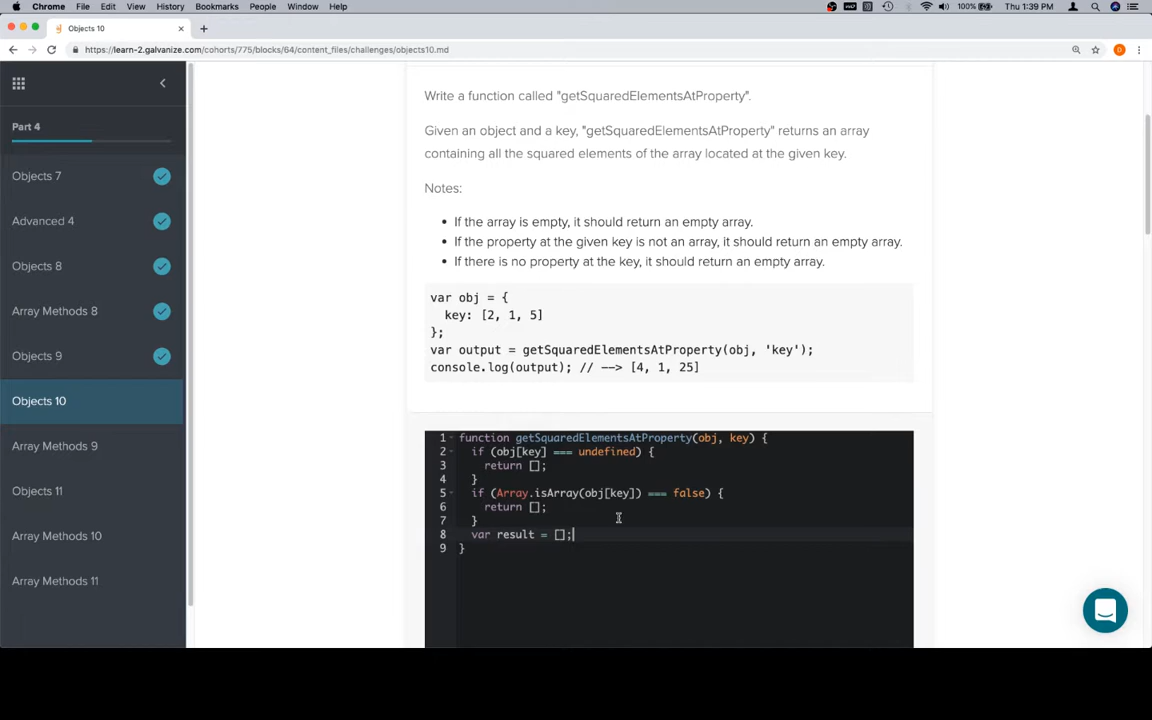 Chrome File Edit View History Bookmarks People Window Help 100% Thu 1:39 PM
Objects 10
https://learn-2.galvanize.com/cohorts/775/blocks/64/content_files/challenges/objects10.md
Part 4
Objects 7
Advanced 4
Objects 8
Array Methods 8
Objects 9
Objects 10
Array Methods 9
Objects 11
Array Methods 10
Array Methods 11
Write a function called "getSquaredElementsAtProperty".
Given an object and a key, "getSquaredElementsAtProperty" returns an array
containing all the squared elements of the array located at the given key.
Notes:
• If the array is empty, it should return an empty array.
• If the property at the given key is not an array, it should return an empty array.
• If there is no property at the key, it should return an empty array.
var obj = {
  key: [2, 1, 5]
};
var output = getSquaredElementsAtProperty(obj, 'key');
console.log(output); // --> [4, 1, 25]
1 function getSquaredElementsAtProperty(obj, key) {
2   if (obj[key] === undefined) {
3     return [];
4   }
5   if (Array.isArray(obj[key]) === false) {
6     return [];
7   }
8   var result = [];
9 }